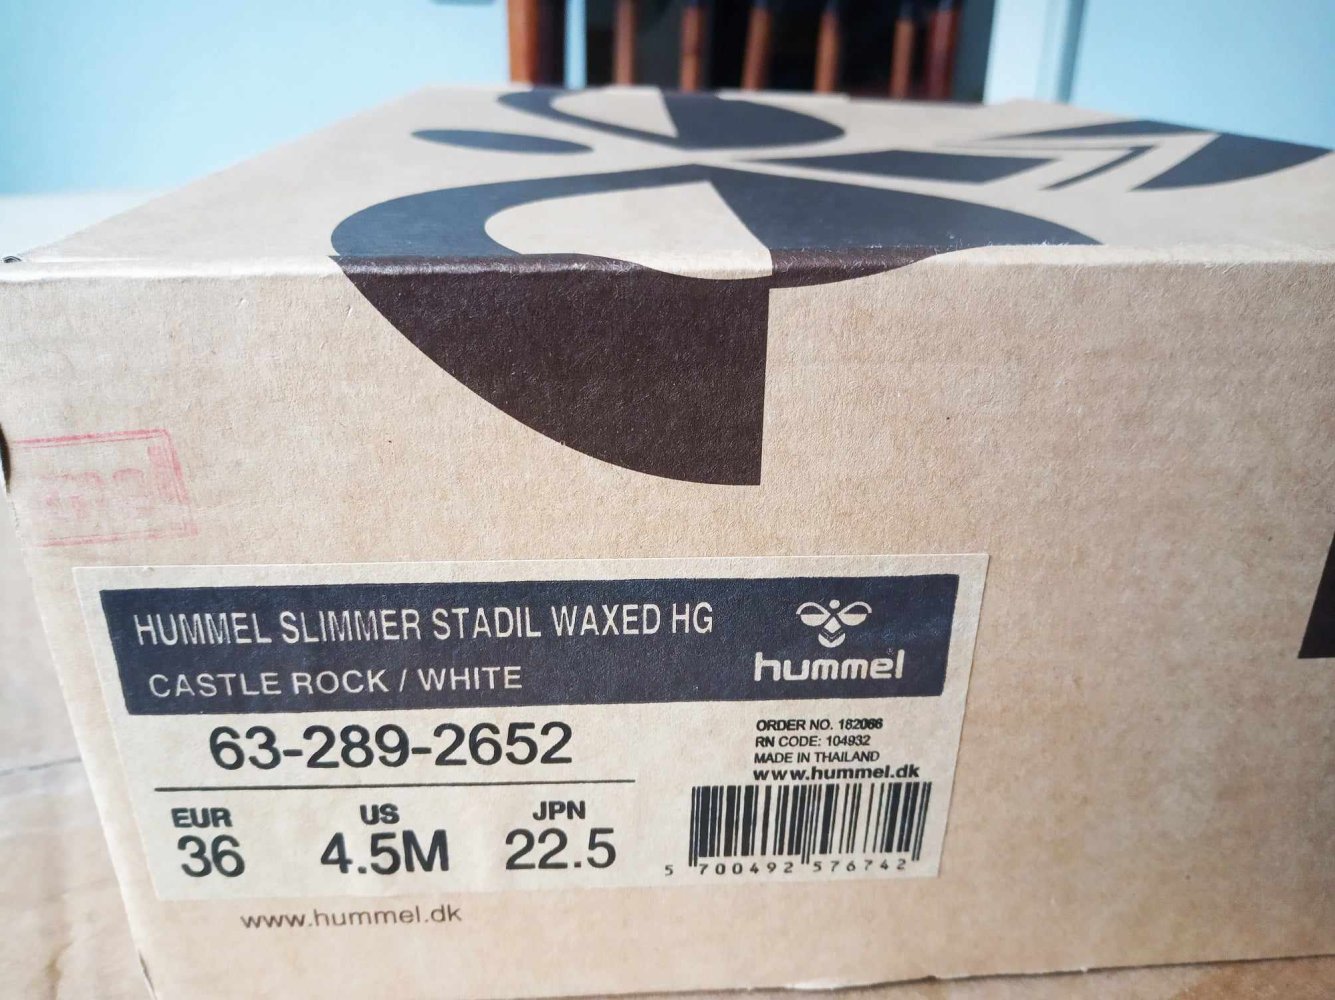 HUMMEL SLIMMER STADIL WAXED HG
CASTLE ROCK / WHITE
hummel
63-289-2652
ORDER NO. 182086
RN CODE: 104932
MADE IN THAILAND
www.hummel.dk
EUR US JPN
36 4.5M 22.5
5 700492 576742
www.hummel.dk